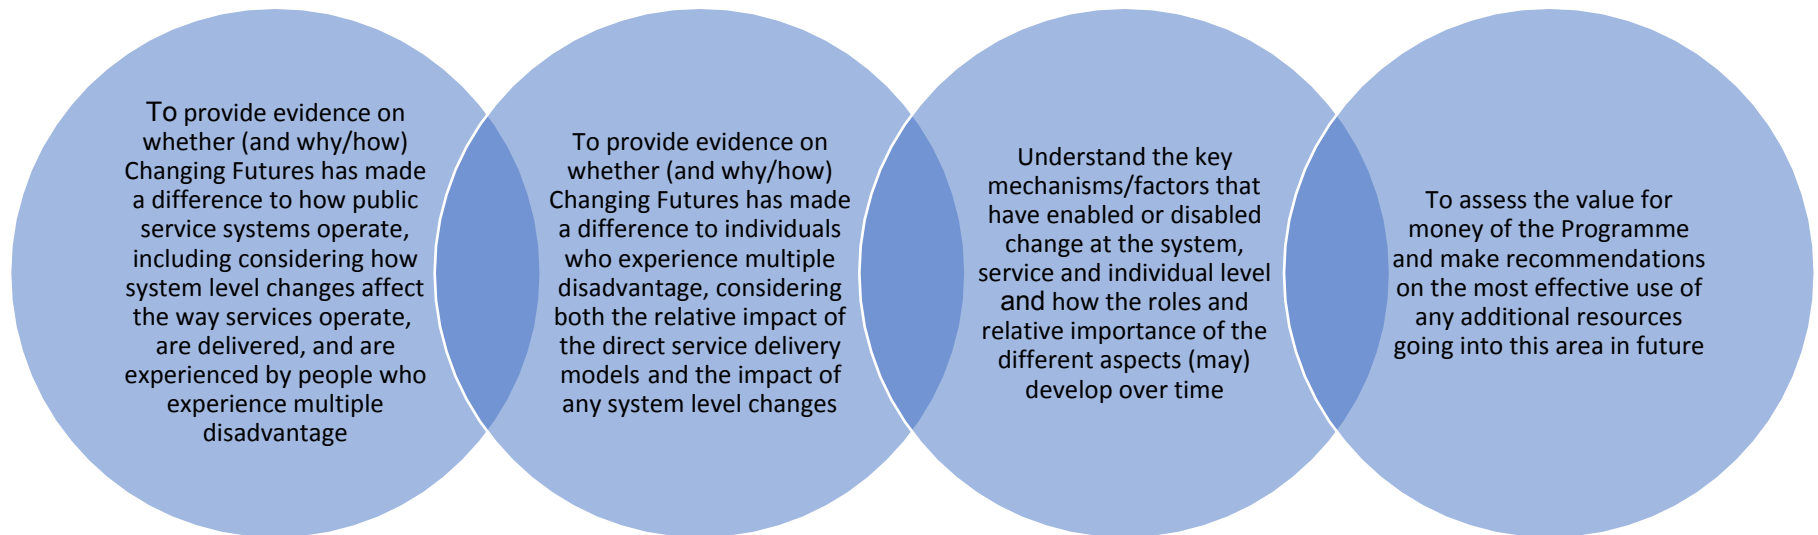 To provide evidence on
whether (and why/how)
Changing Futures has made
a difference to how public
service systems operate,
including considering how
system level changes affect
the way services operate,
are delivered, and are
experienced by people who
experience multiple
disadvantage
To provide evidence on
whether (and why/how)
Changing Futures has made
a difference to individuals
who experience multiple
disadvantage, considering
both the relative impact of
the direct service delivery
models and the impact of
any system level changes
Understand the key
mechanisms/factors that
have enabled or disabled
change at the system,
service and individual level
and how the roles and
relative importance of the
different aspects (may)
develop over time
To assess the value for
money of the Programme
and make recommendations
on the most effective use of
any additional resources
going into this area in future